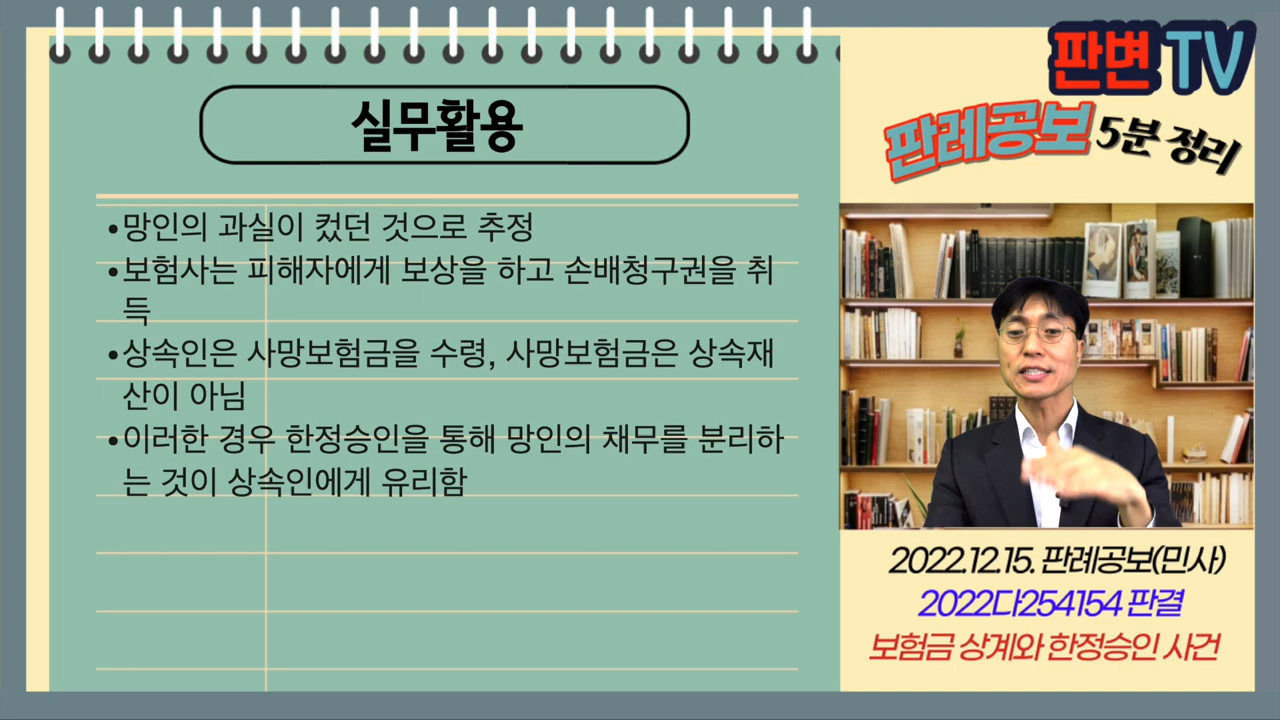 실무활용
•망인의 과실이 컸던 것으로 추정
•보험사는 피해자에게 보상을 하고 손배청구권을 취
득
•상속인은 사망보험금을 수령, 사망보험금은 상속재
산이 아님
•이러한 경우 한정승인을 통해 망인의 채무를 분리하
는 것이 상속인에게 유리함
판변 TV
판례공보 5분 정리
2022.12.15. 판례공보(민사)
2022다254154 판결
보험금 상계와 한정승인 사건